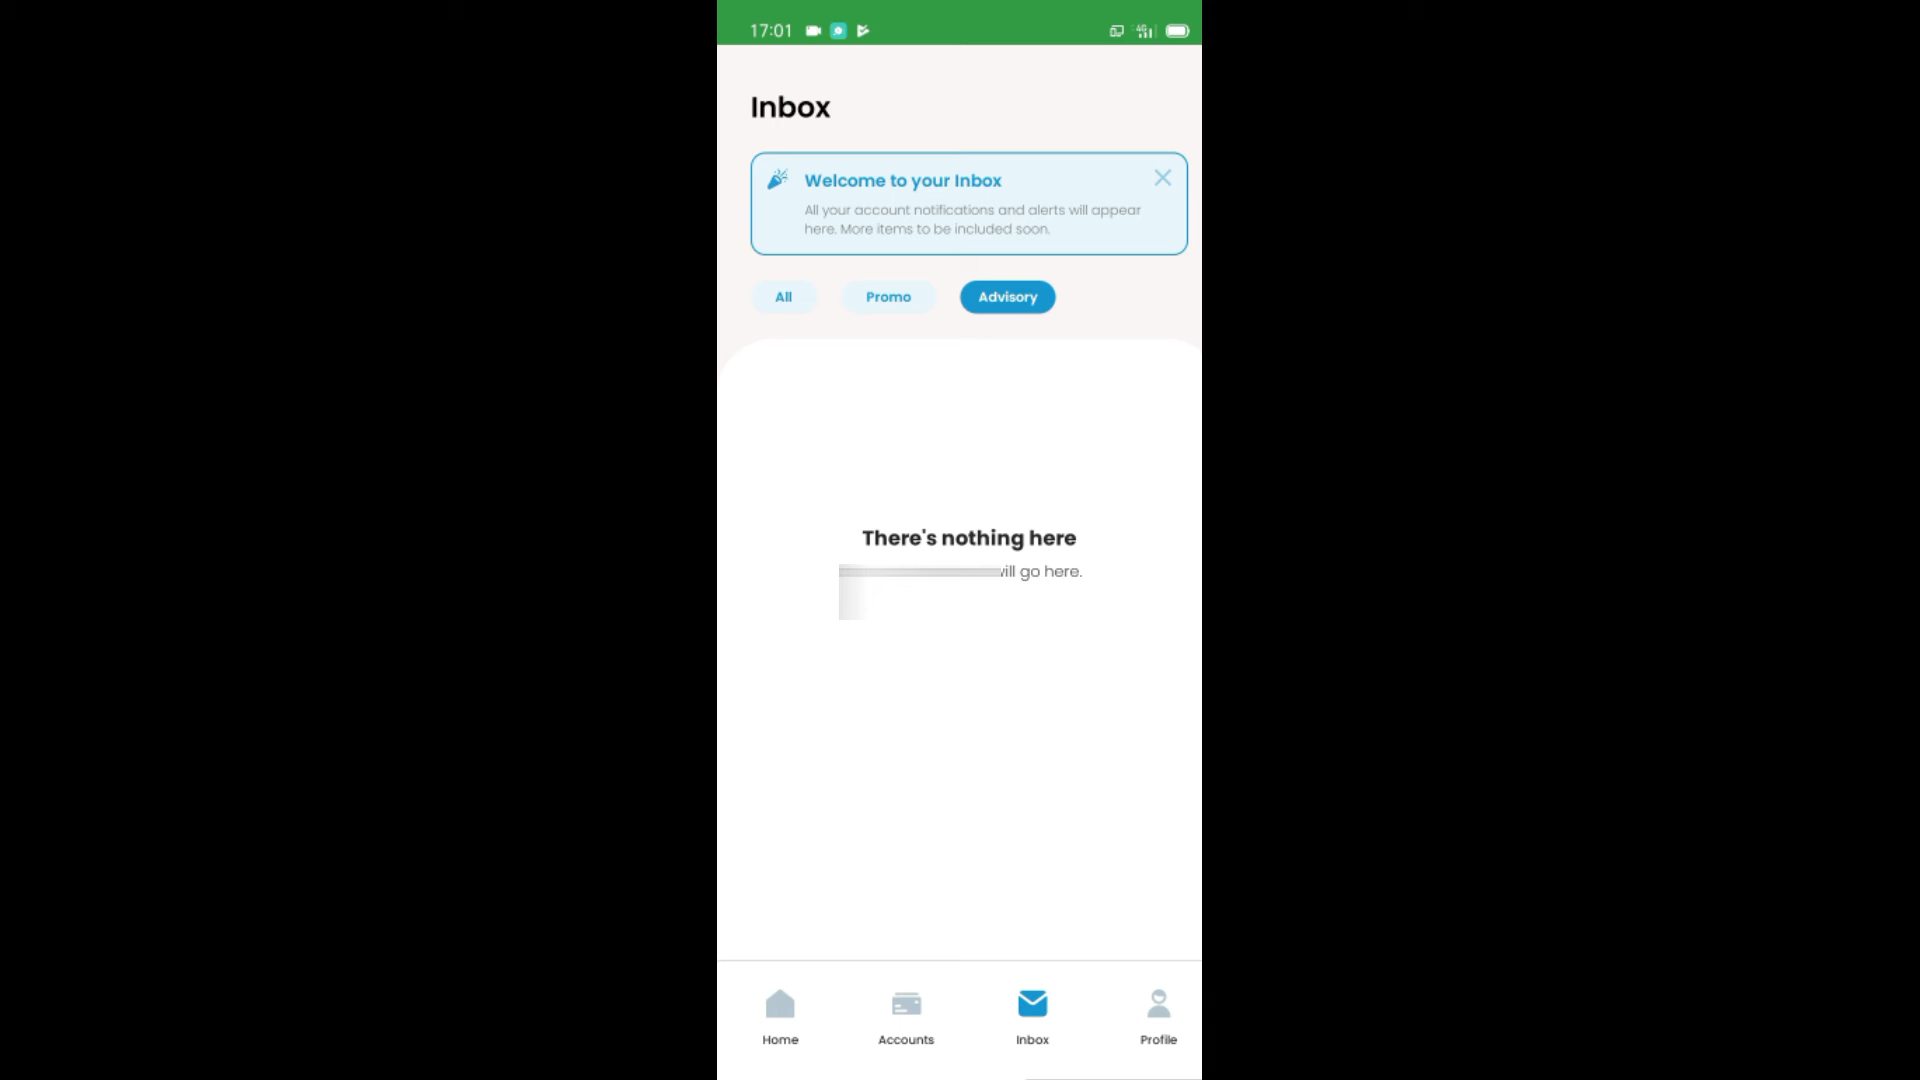 17:01
4G
Inbox
Welcome to your Inbox
All your account notifications and alerts will appear
here. More items to be included soon.
All
Promo
Advisory
There's nothing here
go here.
Home
Accounts
Inbox
Profile